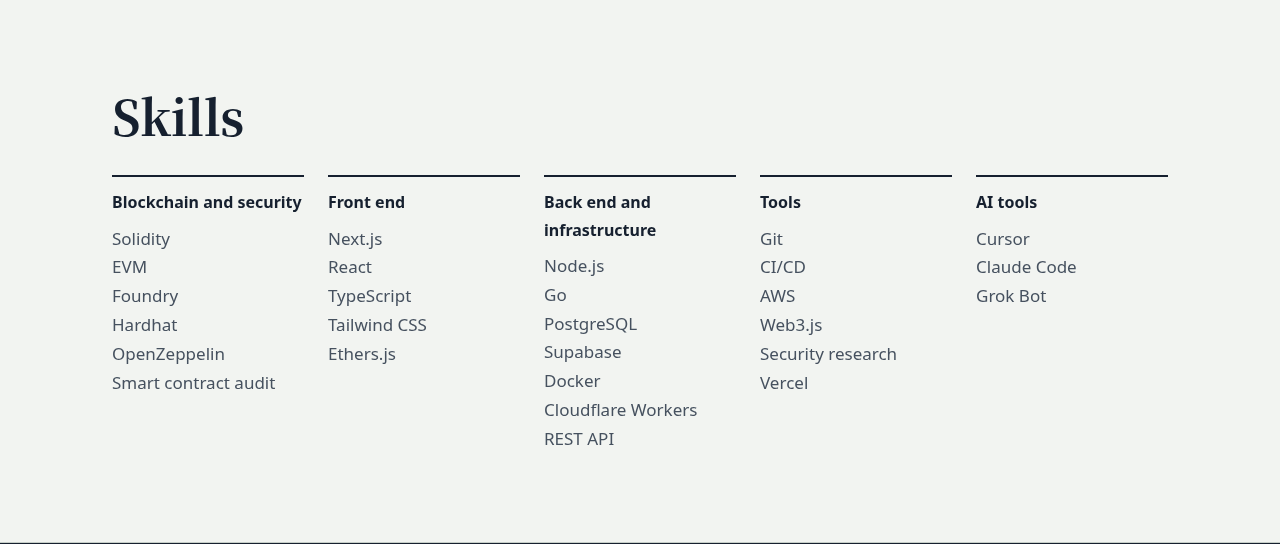 Skills
Blockchain and security
Solidity
EVM
Foundry
Hardhat
OpenZeppelin
Smart contract audit
Front end
Next.js
React
TypeScript
Tailwind CSS
Ethers.js
Back end and
infrastructure
Node.js
Go
PostgreSQL
Supabase
Docker
Cloudflare Workers
REST API
Tools
Git
CI/CD
AWS
Web3.js
Security research
Vercel
AI tools
Cursor
Claude Code
Grok Bot